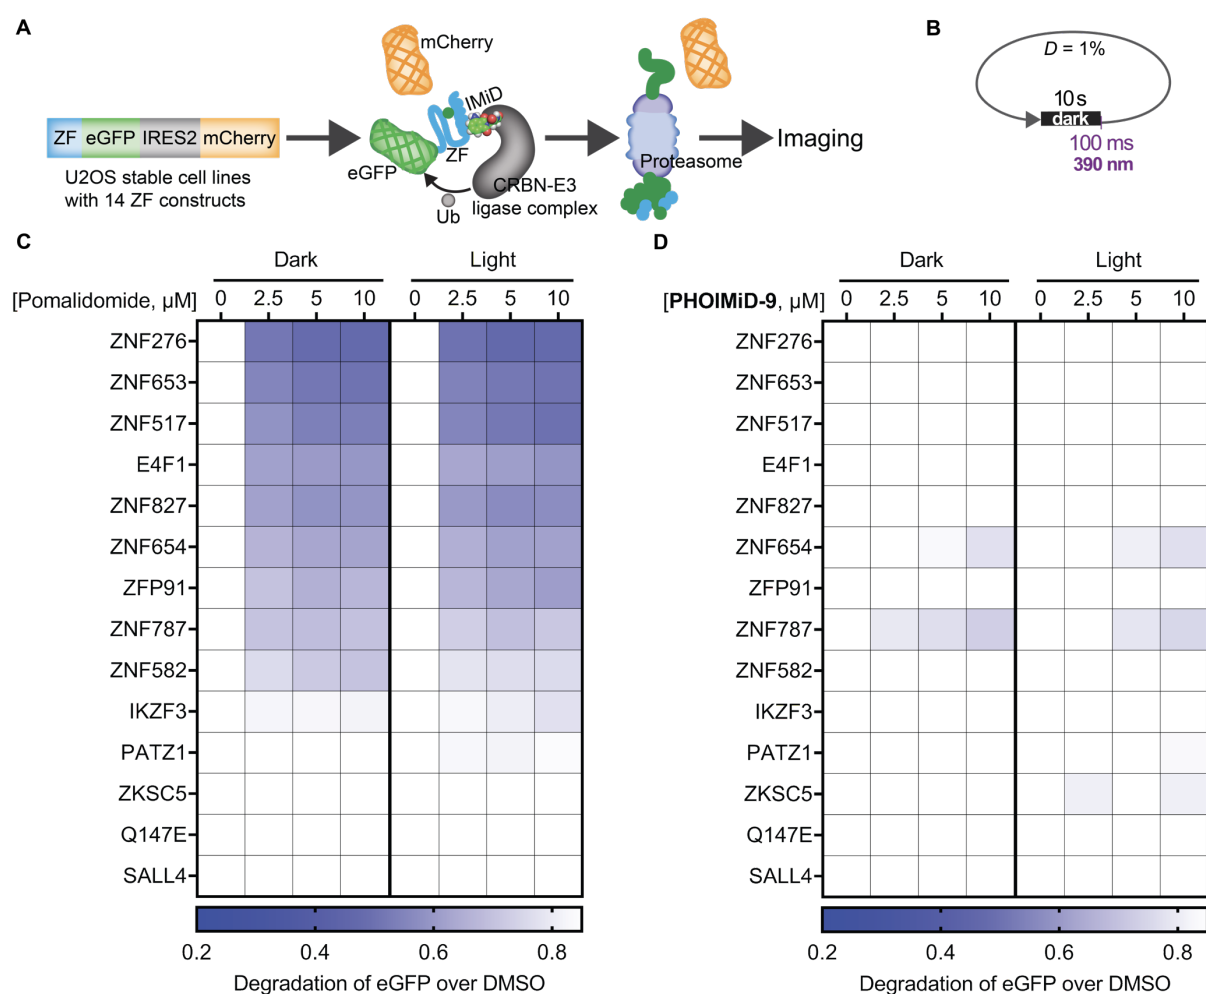 A
mCherry
IMiD
ZF eGFP IRES2 mCherry
ZF
eGFP
U2OS stable cell lines
with 14 ZF constructs
Ub
CRBN-E3
ligase complex
Proteasome
Imaging
B
D = 1%
10 s
dark
100 ms
390 nm
C
Dark Light
[Pomalidomide, µM] 0 2.5 5 10 0 2.5 5 10
ZNF276
ZNF653
ZNF517
E4F1
ZNF827
ZNF654
ZFP91
ZNF787
ZNF582
IKZF3
PATZ1
ZKSC5
Q147E
SALL4
0.2 0.4 0.6 0.8
Degradation of eGFP over DMSO
D
Dark Light
[PHOIMiD-9, µM] 0 2.5 5 10 0 2.5 5 10
ZNF276
ZNF653
ZNF517
E4F1
ZNF827
ZNF654
ZFP91
ZNF787
ZNF582
IKZF3
PATZ1
ZKSC5
Q147E
SALL4
0.2 0.4 0.6 0.8
Degradation of eGFP over DMSO